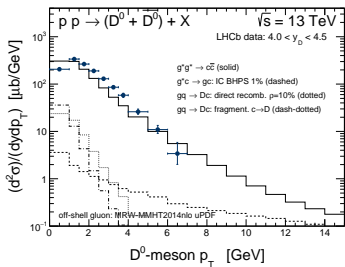 p p → (D⁰ + D̅⁰) + X √s = 13 TeV
LHCb data: 4.0 < y_D < 4.5
g*g* → cc̅ (solid)
g*c → gc: IC BHPS 1% (dashed)
gq → Dc: direct recomb. ρ=10% (dotted)
gq → Dc: fragment. c→D (dash-dotted)
off-shell gluon: MRW-MMHT2014nlo uPDF
(d²σ)/(dydp_T) [μb/GeV]
10³
10²
10
1
10⁻¹
0 2 4 6 8 10 12 14
D⁰-meson p_T [GeV]